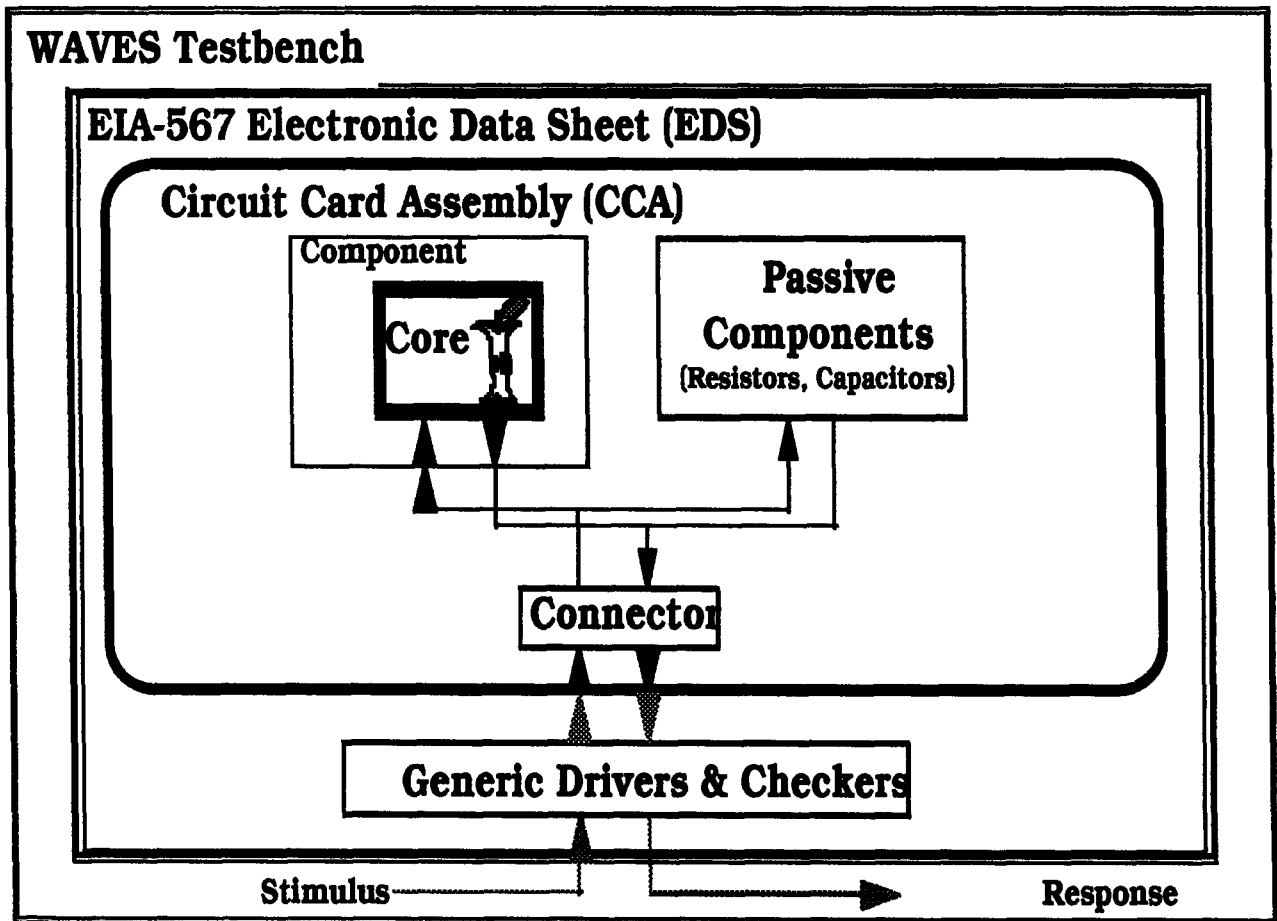 WAVES Testbench
EIA-567 Electronic Data Sheet (EDS)
Circuit Card Assembly (CCA)
Component
Core
Passive
Components
(Resistors, Capacitors)
Connector
Generic Drivers & Checkers
Stimulus
Response